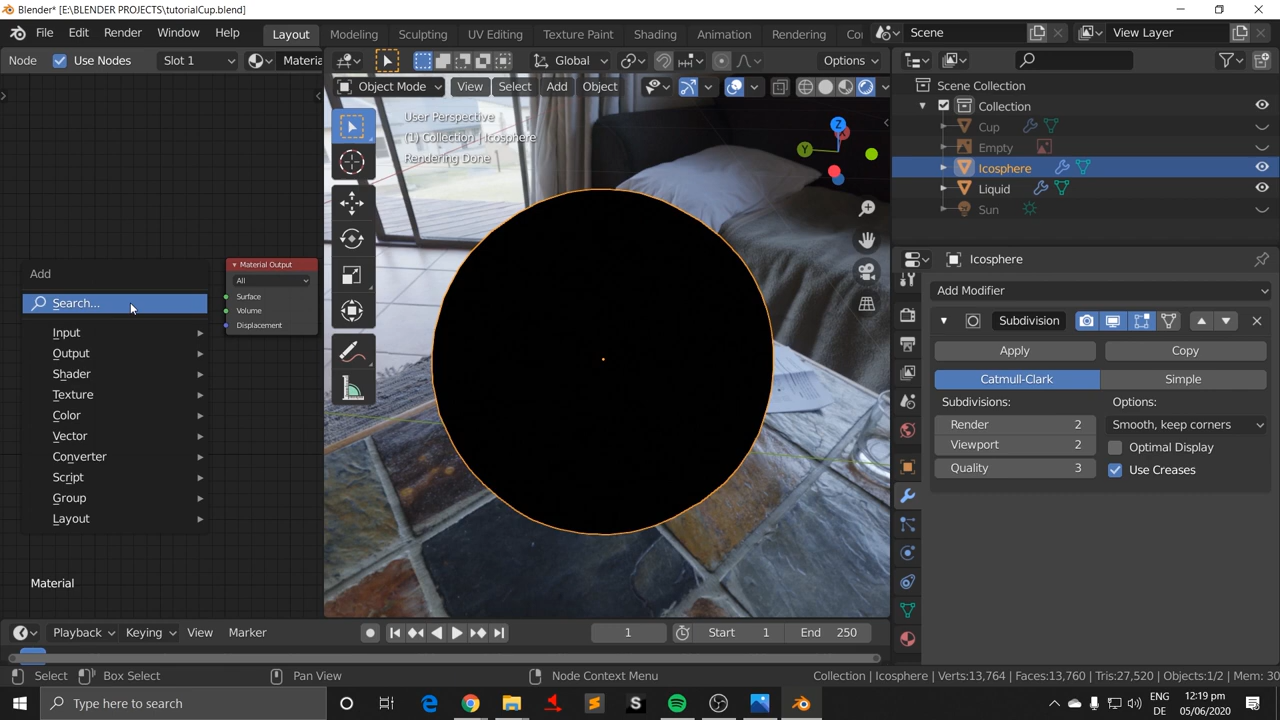 Blender* [E:\BLENDER PROJECTS\tutorialCup.blend]
File Edit Render Window Help Layout Modeling Sculpting UV Editing Texture Paint Shading Animation Rendering Co Scene View Layer
Node Use Nodes Slot 1 Materia Global Options
Object Mode View Select Add Object
Scene Collection
Collection
Cup
Empty
Icosphere
Liquid
Sun
User Perspective
(1) Collection | Icosphere
Rendering Done
Z
Y
Add
Search...
Input
Output
Shader
Texture
Color
Vector
Converter
Script
Group
Layout
Material Output
All
Surface
Volume
Displacement
Material
Icosphere
Add Modifier
Subdivision
Apply Copy
Catmull-Clark Simple
Subdivisions: Options:
Render 2 Smooth, keep corners
Viewport 2 Optimal Display
Quality 3 Use Creases
Playback Keying View Marker 1 Start 1 End 250
Select Box Select Pan View Node Context Menu Collection | Icosphere | Verts:13,764 | Faces:13,760 | Tris:27,520 | Objects:1/2 | Mem: 30
Type here to search
ENG 12:19 pm
DE 05/06/2020